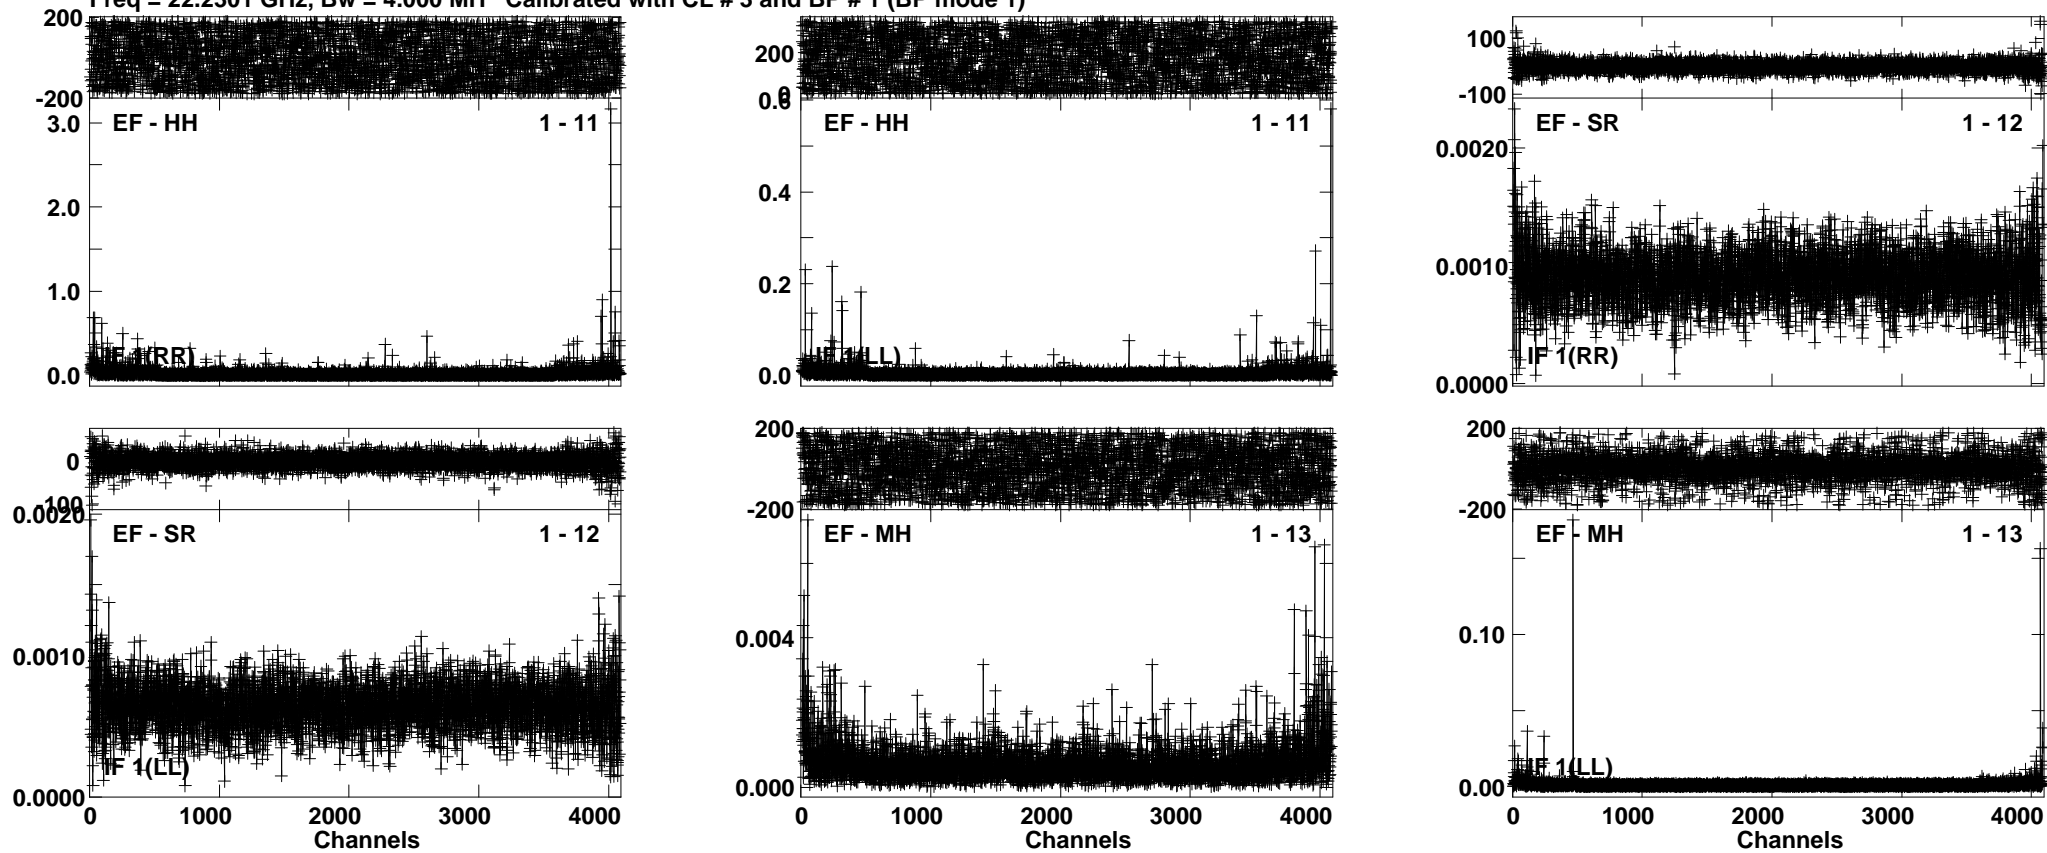 Freq = 22.2301 GHz, Bw = 4.000 MH Calibrated with CL # 3 and BP # 1 (BP mode 1)
200
-200
3.0
2.0
1.0
0.0
EF - HH 1 - 11
IF 1(RR)
200
0
0.6
0.4
0.2
0.0
EF - HH 1 - 11
IF 1(LL)
100
-100
0.0020
0.0010
0.0000
EF - SR 1 - 12
IF 1(RR)
0
-100
0.0020
0.0010
0.0000
EF - SR 1 - 12
IF 1(LL)
0 1000 2000 3000 4000
Channels
200
-200
0.004
0.000
EF - MH 1 - 13
0 1000 2000 3000 4000
Channels
200
-200
0.10
0.00
EF - MH 1 - 13
IF 1(LL)
0 1000 2000 3000 4000
Channels